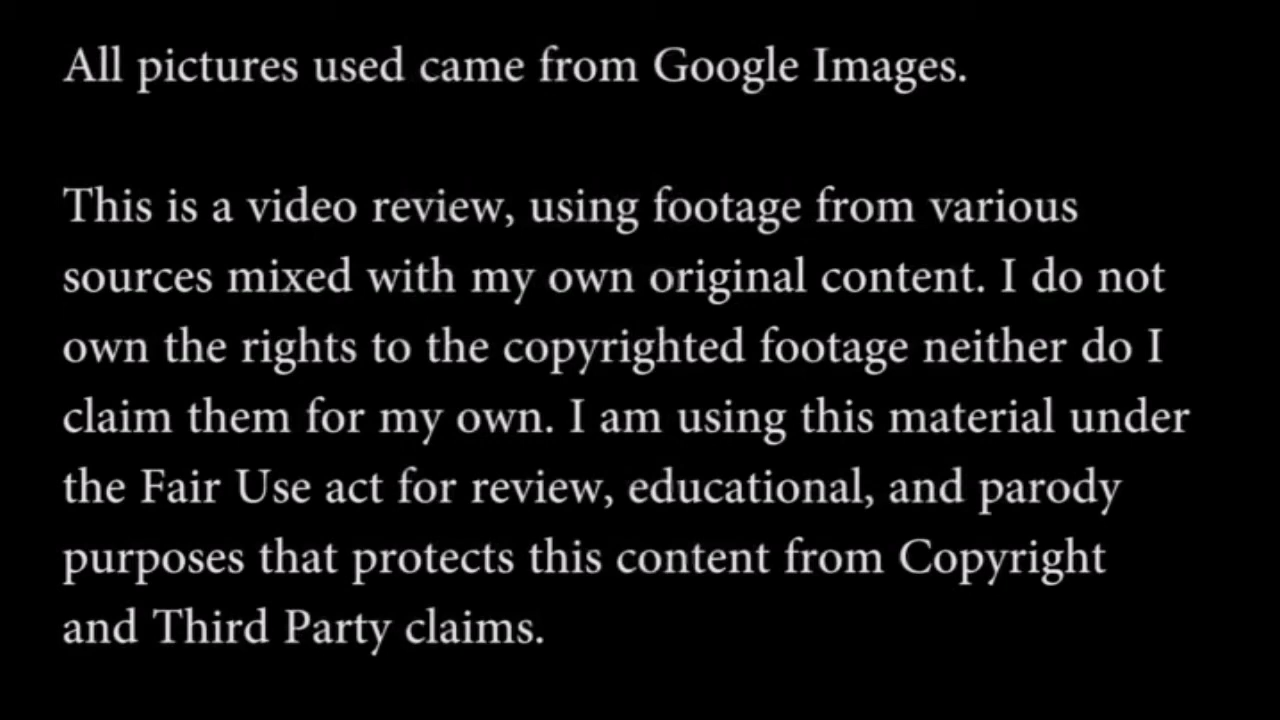 All pictures used came from Google Images.
This is a video review, using footage from various
sources mixed with my own original content. I do not
own the rights to the copyrighted footage neither do I
claim them for my own. I am using this material under
the Fair Use act for review, educational, and parody
purposes that protects this content from Copyright
and Third Party claims.